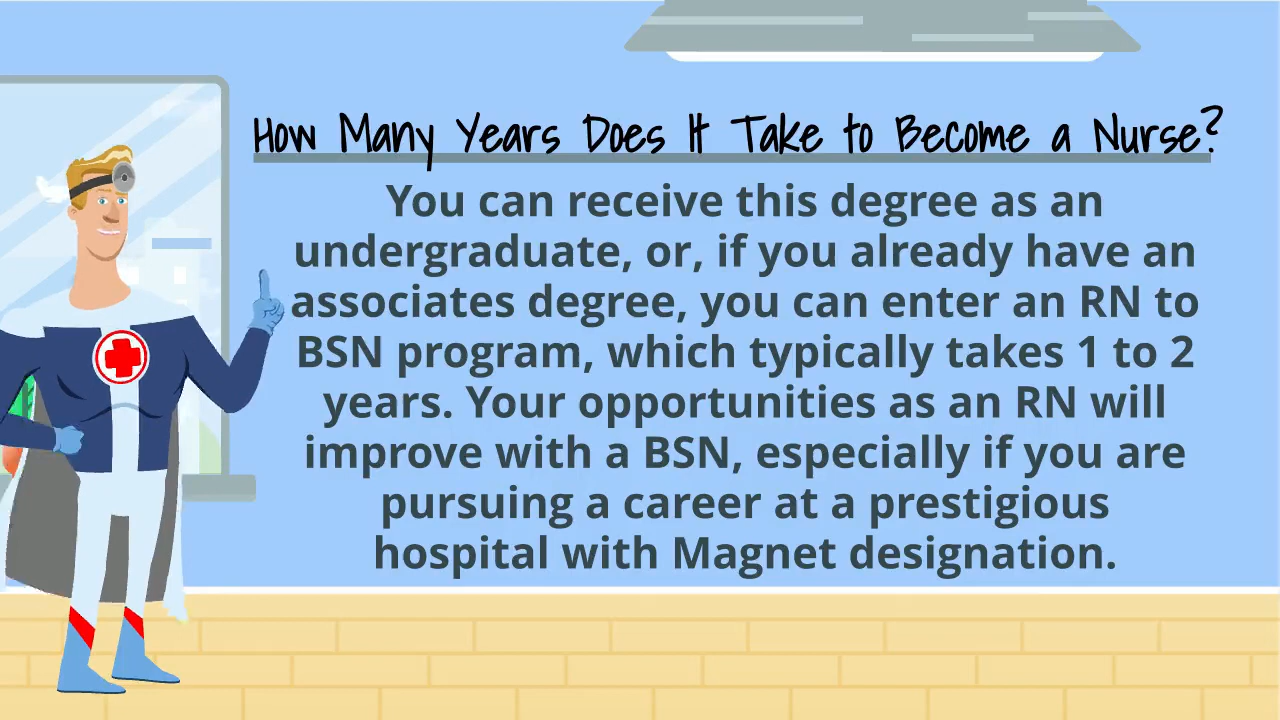 How Many Years Does It Take to Become a Nurse?
You can receive this degree as an
undergraduate, or, if you already have an
associates degree, you can enter an RN to
BSN program, which typically takes 1 to 2
years. Your opportunities as an RN will
improve with a BSN, especially if you are
pursuing a career at a prestigious
hospital with Magnet designation.